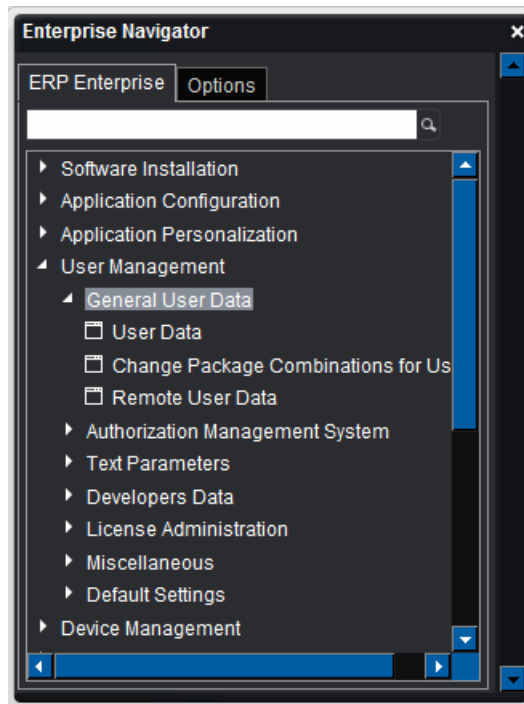 Enterprise Navigator
ERP Enterprise
Options
Software Installation
Application Configuration
Application Personalization
User Management
General User Data
User Data
Change Package Combinations for Us
Remote User Data
Authorization Management System
Text Parameters
Developers Data
License Administration
Miscellaneous
Default Settings
Device Management